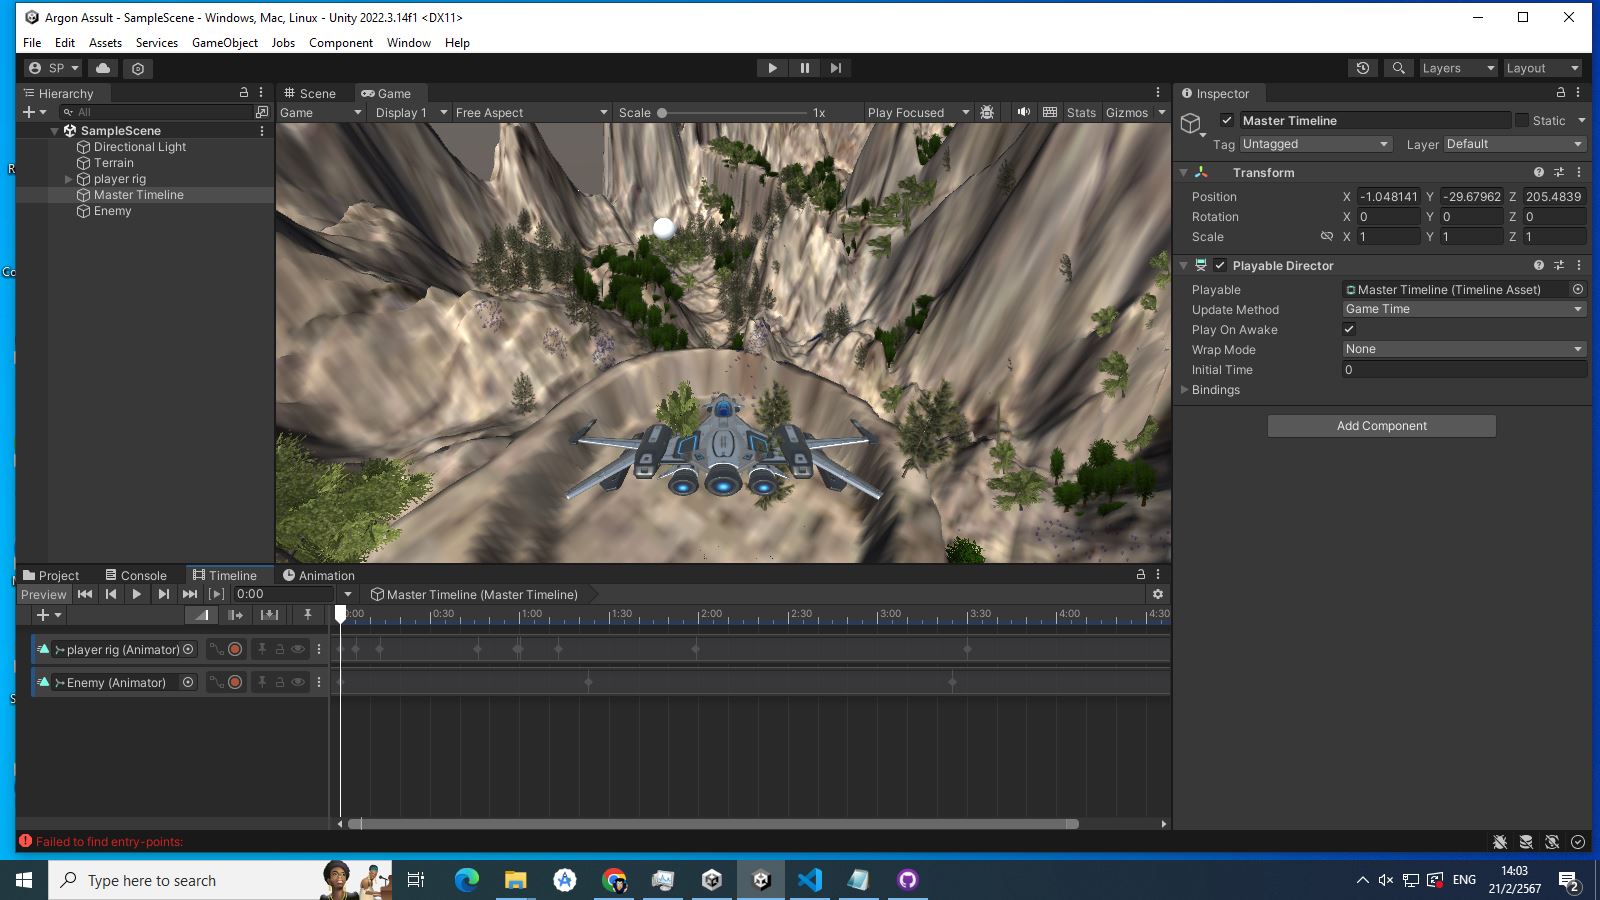 Argon Assult - SampleScene - Windows, Mac, Linux - Unity 2022.3.14f1 <DX11>
File Edit Assets Services GameObject Jobs Component Window Help
SP Layers Layout
Hierarchy
All
SampleScene
Directional Light
Terrain
player rig
Master Timeline
Enemy
Scene Game
Game Display 1 Free Aspect Scale 1x Play Focused Stats Gizmos
Inspector
Master Timeline Static
Tag Untagged Layer Default
Transform
Position X -1.048141 Y -29.67962 Z 205.4839
Rotation X 0 Y 0 Z 0
Scale X 1 Y 1 Z 1
Playable Director
Playable Master Timeline (Timeline Asset)
Update Method Game Time
Play On Awake
Wrap Mode None
Initial Time 0
Bindings
Add Component
Project Console Timeline Animation
Preview 0:00 Master Timeline (Master Timeline)
0:00 0:30 1:00 1:30 2:00 2:30 3:00 3:30 4:00 4:30
player rig (Animator)
Enemy (Animator)
Failed to find entry-points:
Type here to search
ENG
14:03
21/2/2567
2